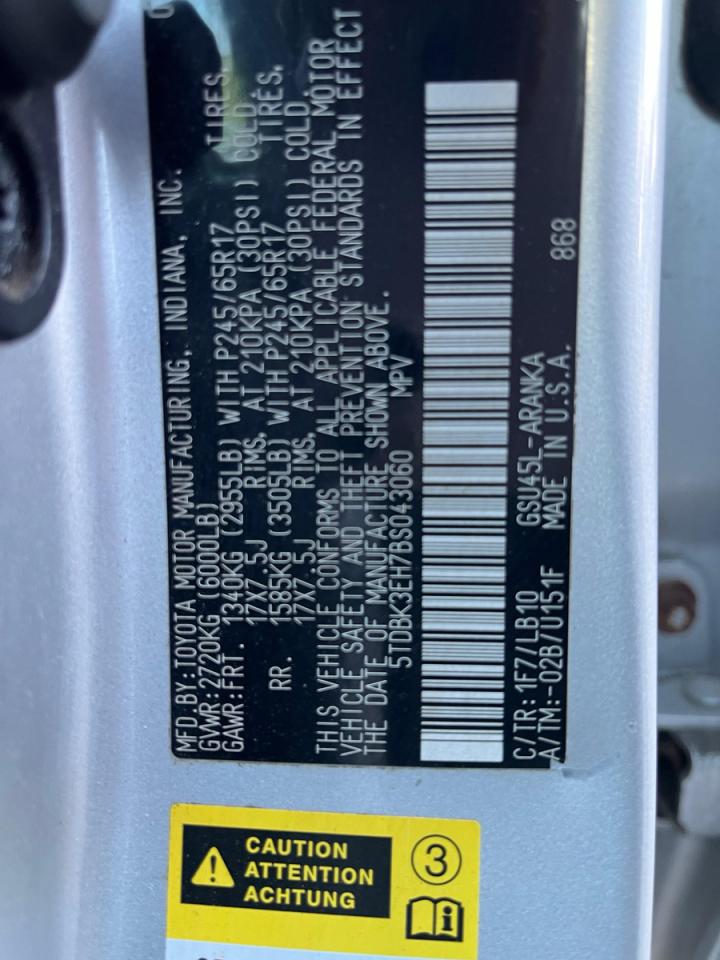 MFD.BY:TOYOTA MOTOR MANUFACTURING, INDIANA, INC.
GVWR:2720KG (6000LB)
GAWR:FRT. 1340KG (2955LB) WITH P245/65R17 TIRES,
17X7.5J RIMS, AT 210KPA (30PSI) COLD
RR. 1585KG (3505LB) WITH P245/65R17 TIRES,
17X7.5J RIMS, AT 210KPA (30PSI) COLD.
THIS VEHICLE CONFORMS TO ALL APPLICABLE FEDERAL MOTOR
VEHICLE SAFETY AND THEFT PREVENTION STANDARDS IN EFFECT
THE DATE OF MANUFACTURE SHOWN ABOVE.
5TDBK3EH7BS043060 MPV
C/TR:1F7/LB10 GSU45L-ARANKA
A/TM:-02B/U151F MADE IN U.S.A. 868
CAUTION
ATTENTION
ACHTUNG
3
i